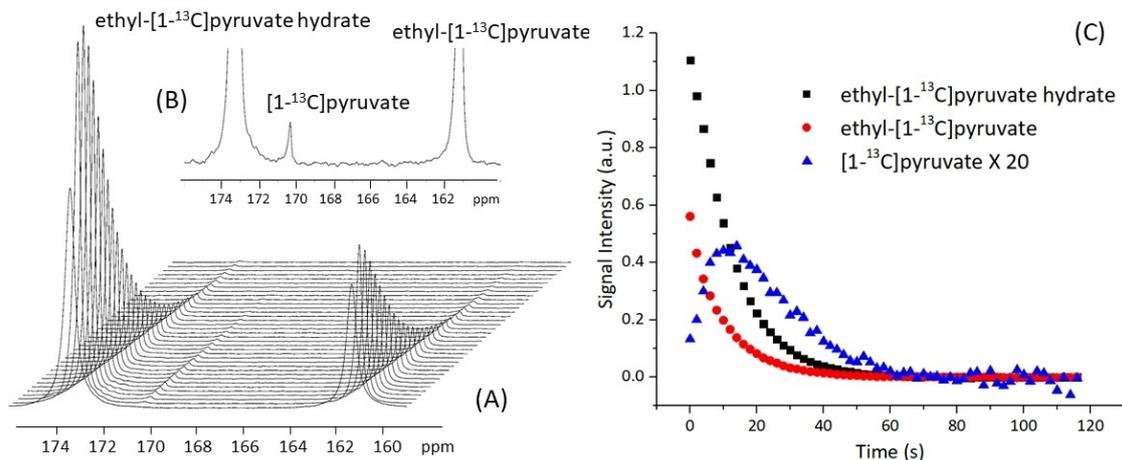 ethyl-[1-¹³C]pyruvate hydrate
ethyl-[1-¹³C]pyruvate
(B)
[1-¹³C]pyruvate
174 172 170 168 166 164 162 ppm
(A)
174 172 170 168 166 164 162 160 ppm
(C)
ethyl-[1-¹³C]pyruvate hydrate
ethyl-[1-¹³C]pyruvate
[1-¹³C]pyruvate X 20
Signal Intensity (a.u.)
1.2
1.0
0.8
0.6
0.4
0.2
0.0
0 20 40 60 80 100 120
Time (s)